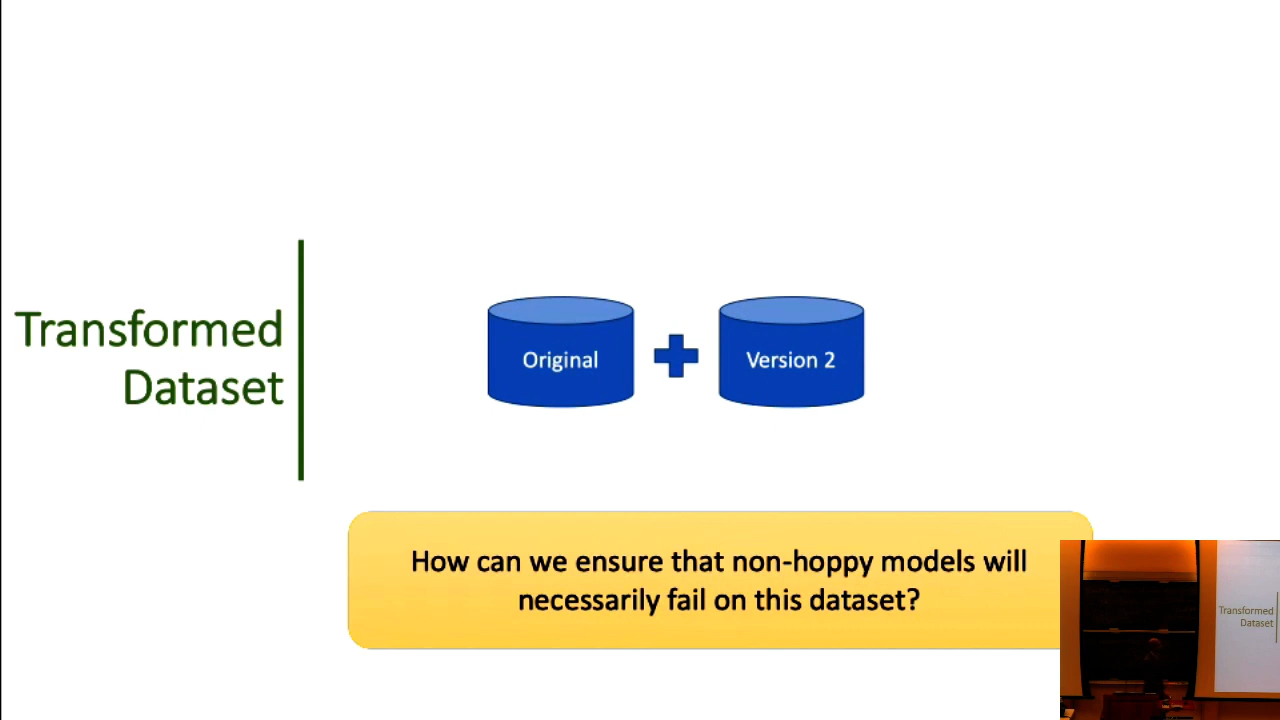 Transformed
Dataset
Original
Version 2
How can we ensure that non-hoppy models will
necessarily fail on this dataset?
Transformed
Dataset